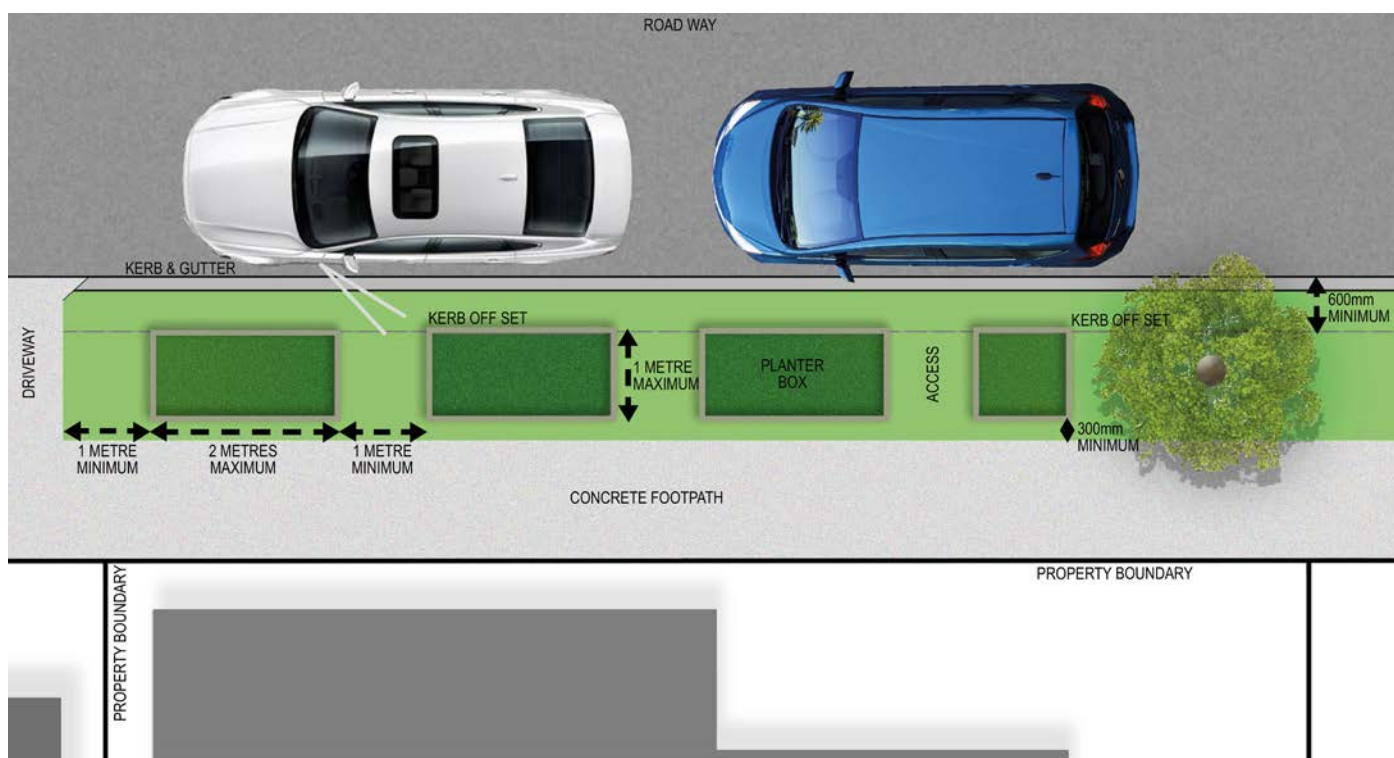 ROAD WAY
KERB & GUTTER
600mm
MINIMUM
KERB OFF SET
KERB OFF SET
DRIVEWAY
1 METRE
MAXIMUM
PLANTER
BOX
ACCESS
300mm
MINIMUM
1 METRE
MINIMUM
2 METRES
MAXIMUM
1 METRE
MINIMUM
CONCRETE FOOTPATH
PROPERTY BOUNDARY
PROPERTY BOUNDARY